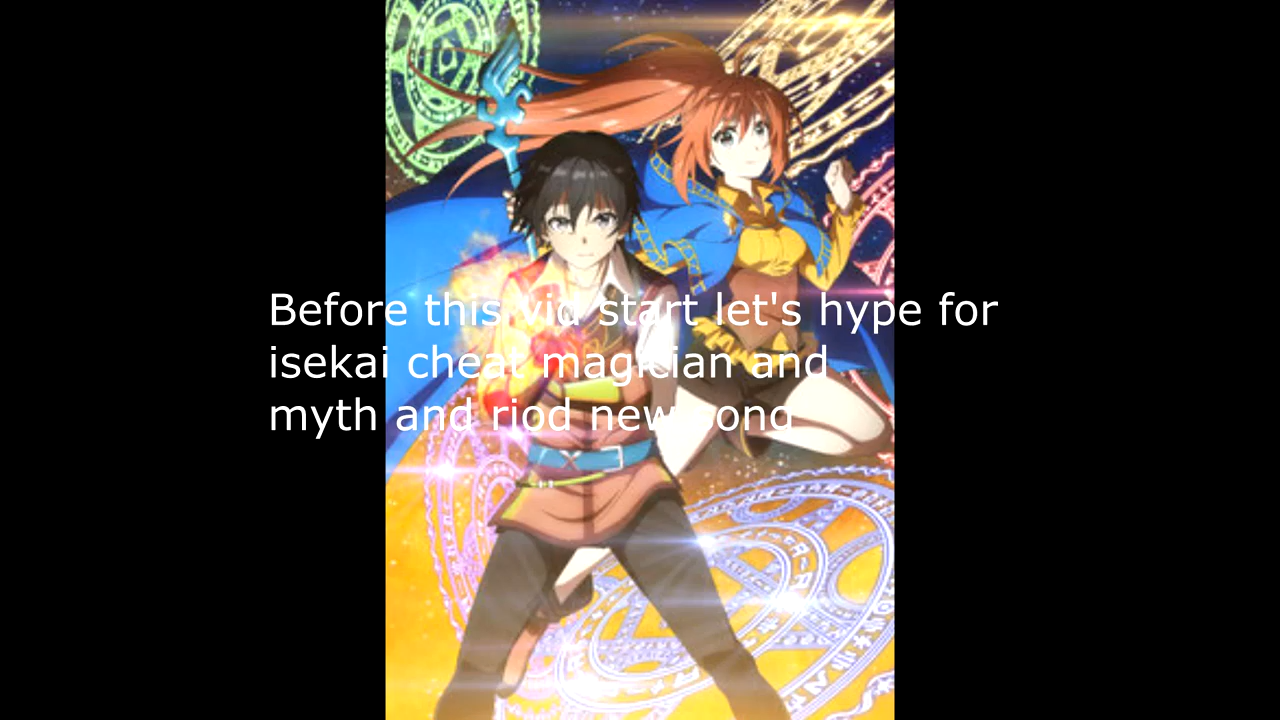 Before this vid start let's hype for
isekai cheat magician and
myth and riod new song